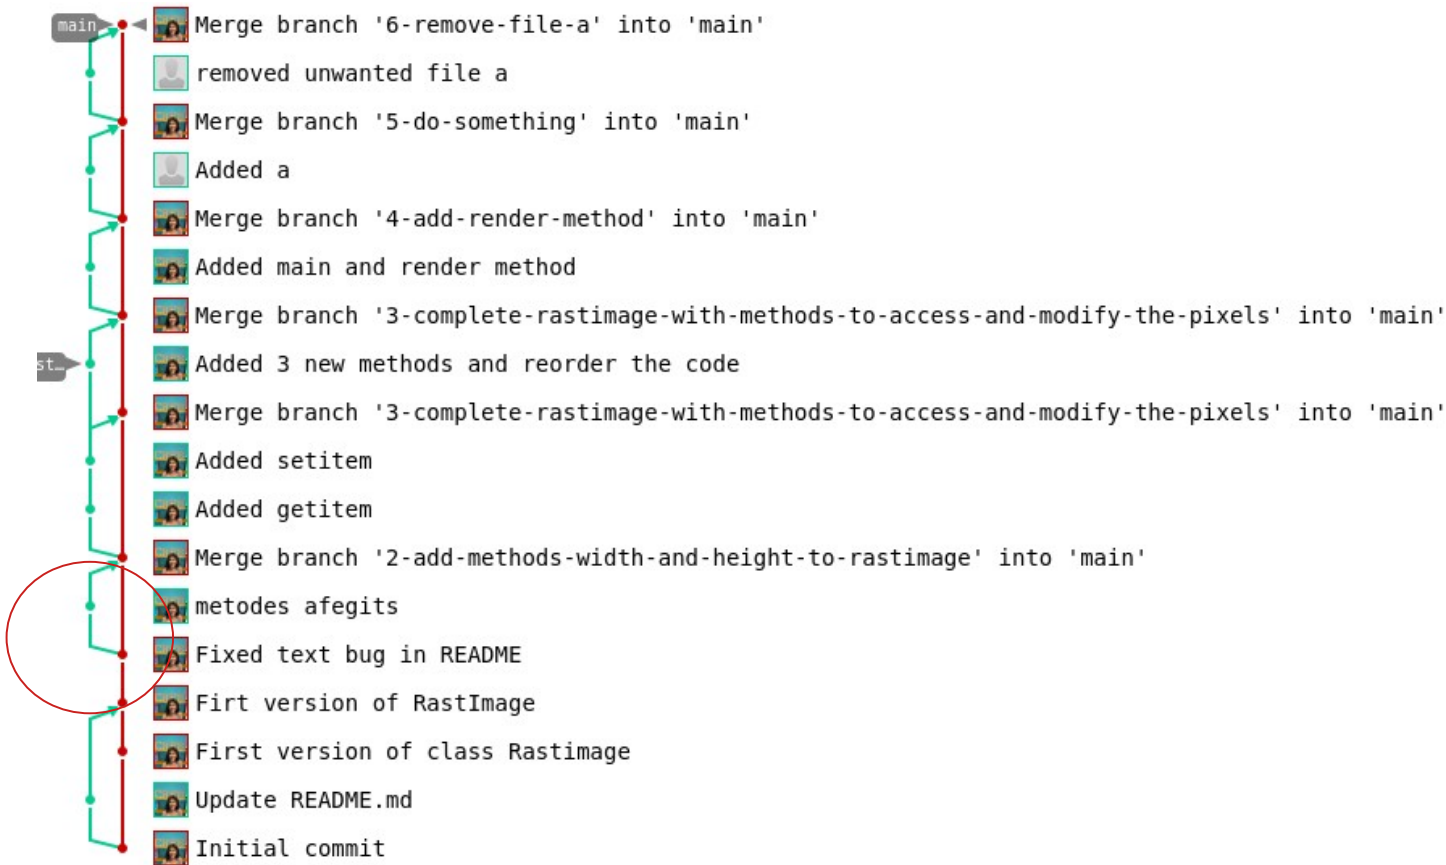 main Merge branch '6-remove-file-a' into 'main'
removed unwanted file a
Merge branch '5-do-something' into 'main'
Added a
Merge branch '4-add-render-method' into 'main'
Added main and render method
Merge branch '3-complete-rastimage-with-methods-to-access-and-modify-the-pixels' into 'main'
st… Added 3 new methods and reorder the code
Merge branch '3-complete-rastimage-with-methods-to-access-and-modify-the-pixels' into 'main'
Added setitem
Added getitem
Merge branch '2-add-methods-width-and-height-to-rastimage' into 'main'
metodes afegits
Fixed text bug in README
Firt version of RastImage
First version of class Rastimage
Update README.md
Initial commit